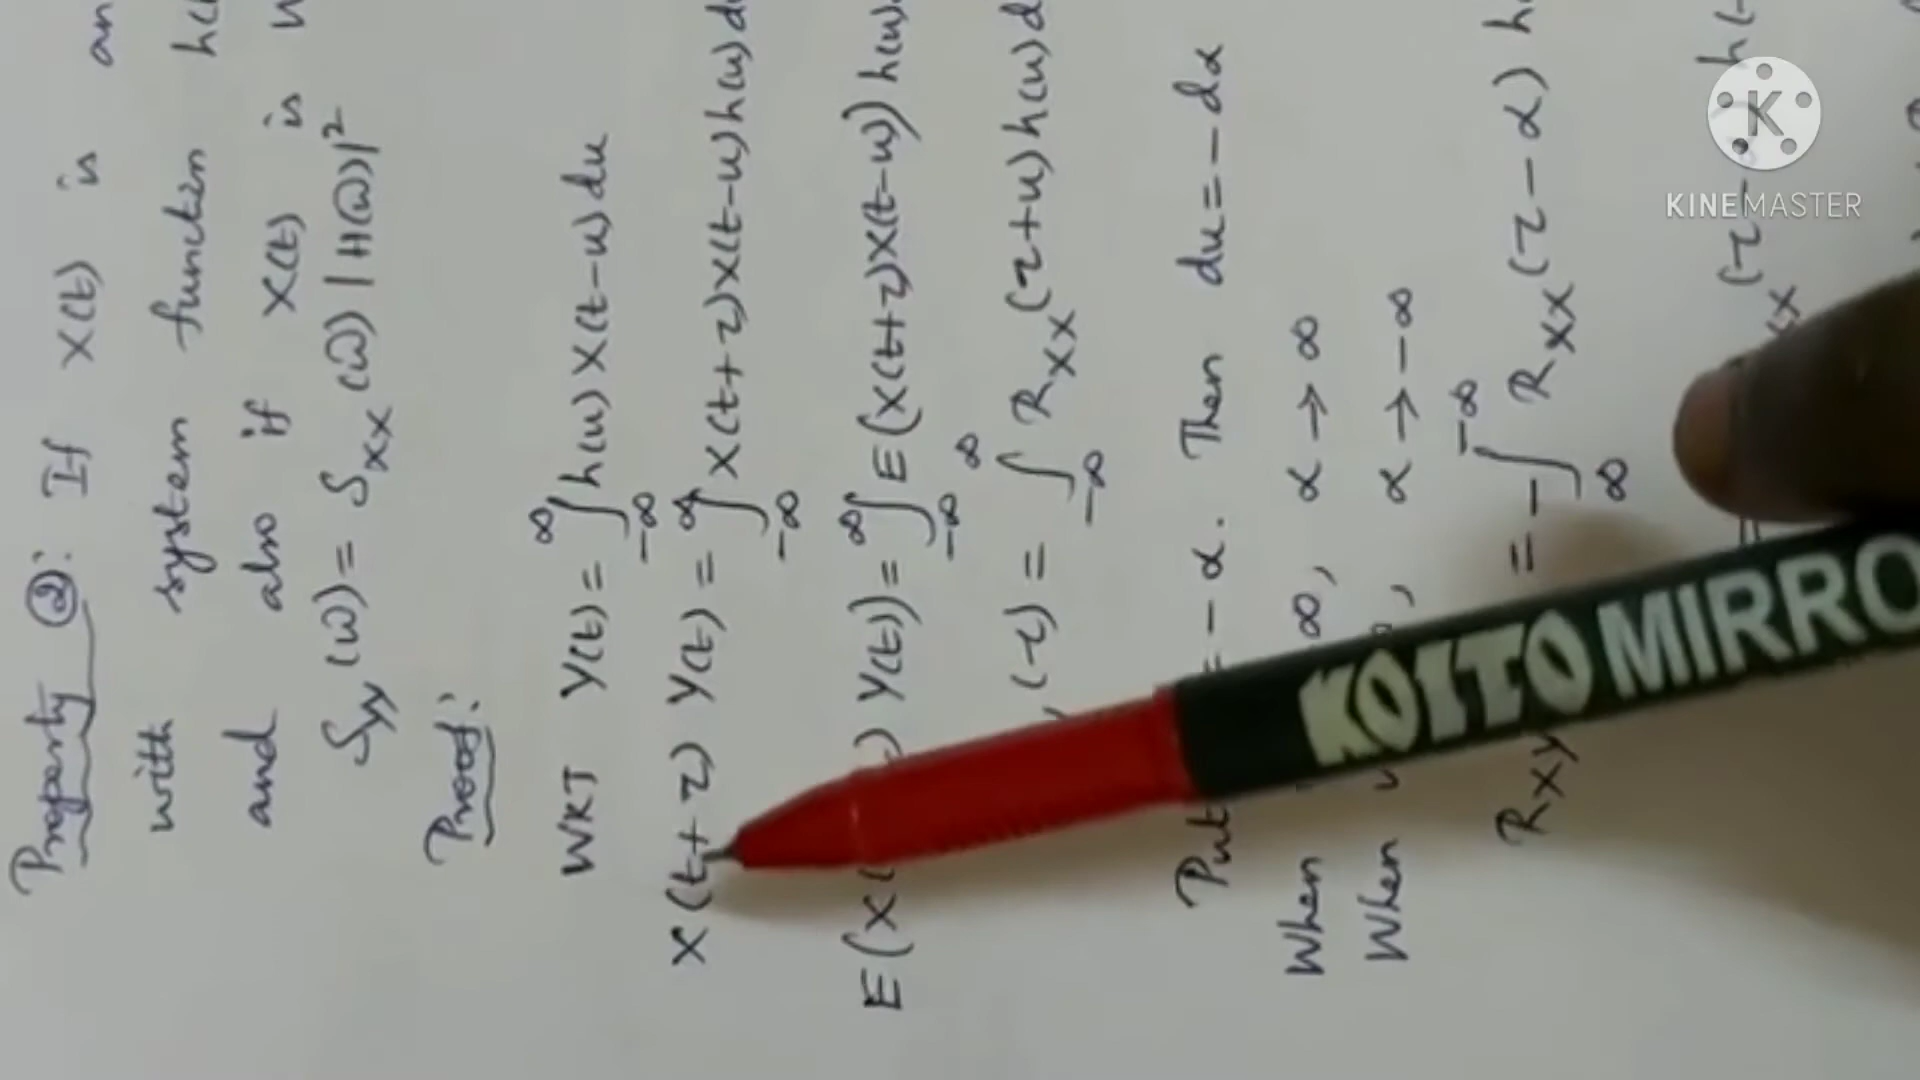 Property ②: If X(t) is an
with system function h(
and also if X(t) is W
Syy(ω) = Sxx(ω) |H(ω)|²
Proof:
WKT Y(t) = ∫_{-∞}^{∞} h(u) X(t-u) du
X(t+τ) Y(t) = ∫_{-∞}^{∞} X(t+τ) X(t-u) h(u) du
E(X( ) Y(t)) = ∫_{-∞}^{∞} E(X(t+τ) X(t-u)) h(u)
(-τ) = ∫_{-∞}^{∞} Rxx(τ+u) h(u) d
Put = -α. Then du = -dα
When ∞, α → ∞
When , α → -∞
Rxy = -∫_{∞}^{-∞} Rxx(τ-α) h
(τ- h(-
KOITO MIRRO
K
KINEMASTER